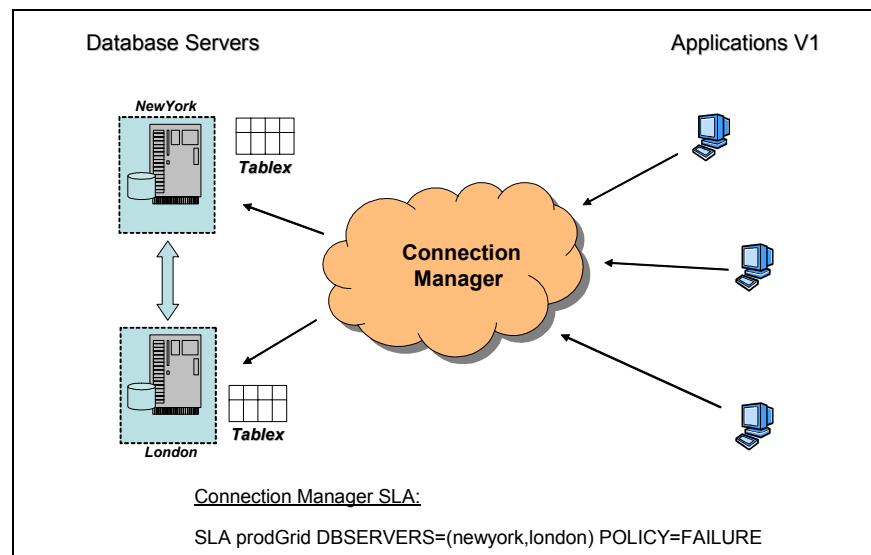 Database Servers
Applications V1
NewYork
Tablex
Connection
Manager
Tablex
London
Connection Manager SLA:
SLA prodGrid DBSERVERS=(newyork,london) POLICY=FAILURE